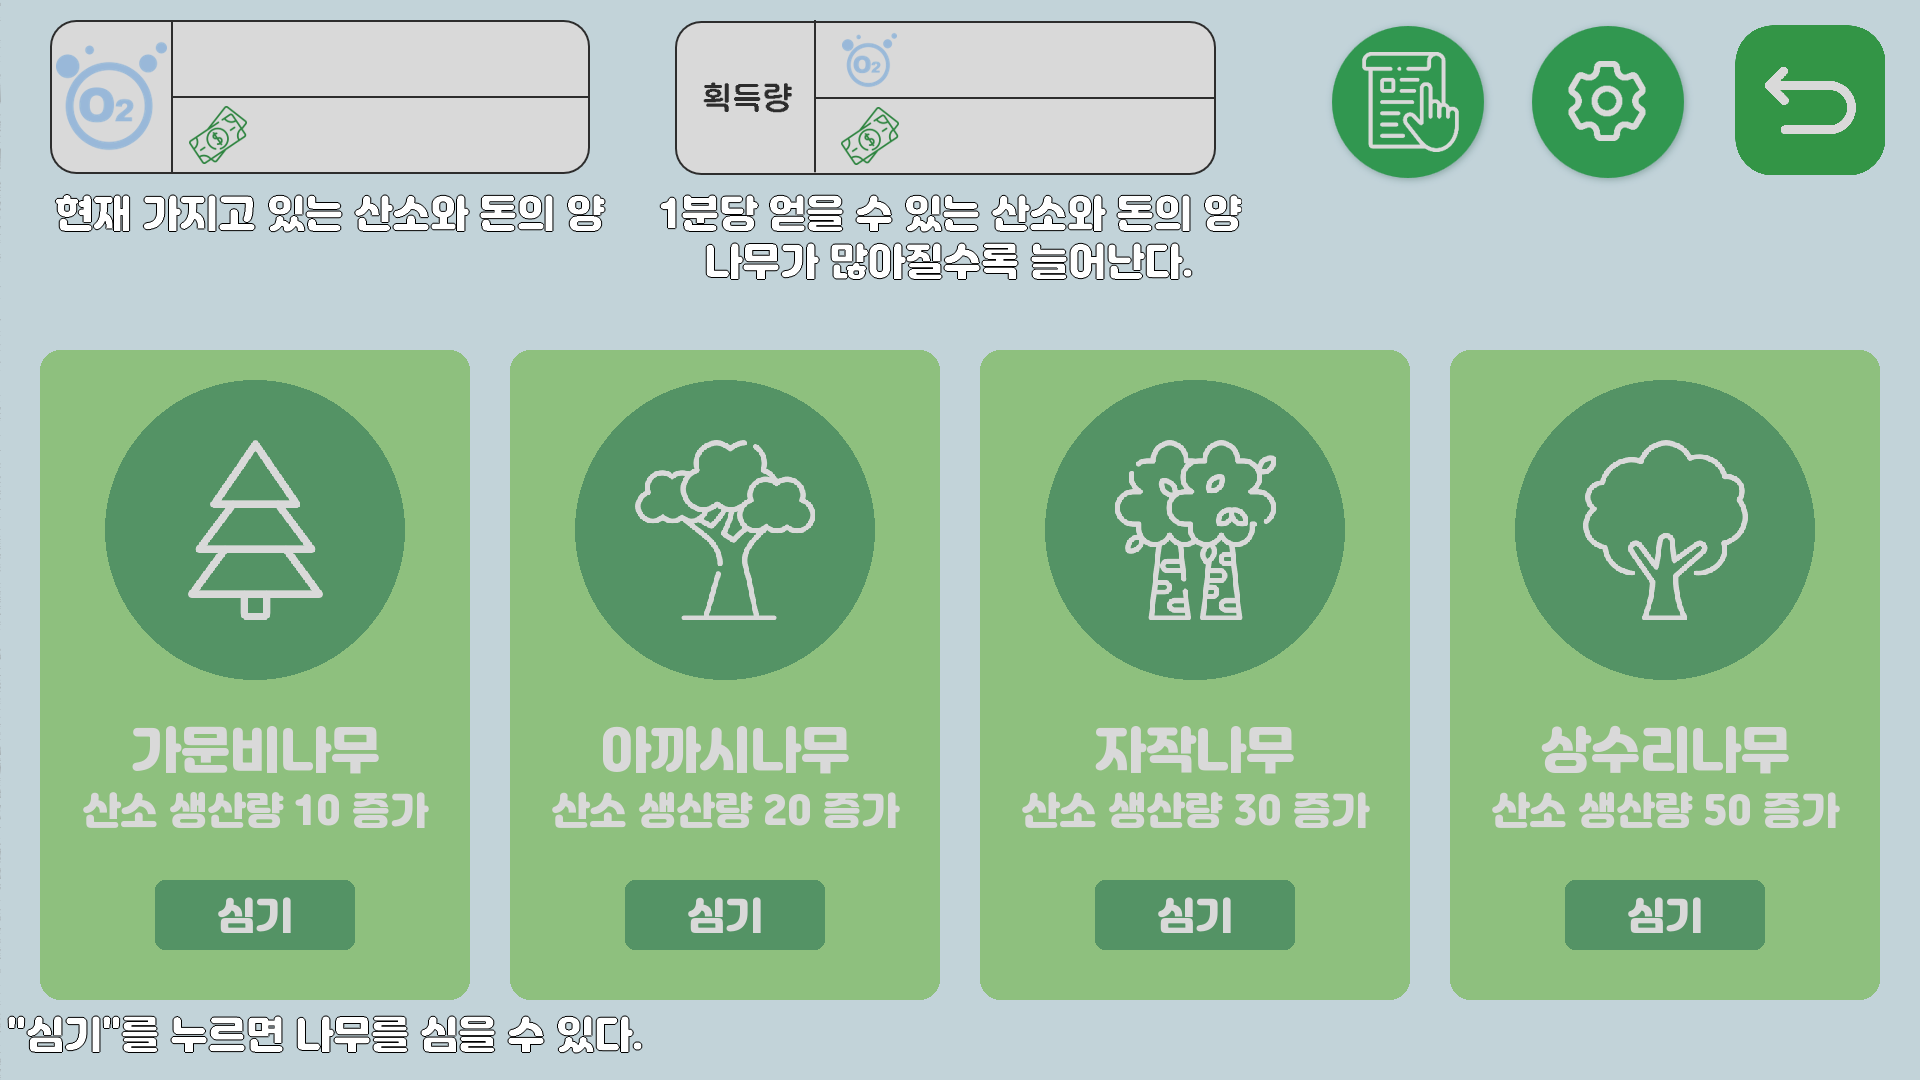 O2
획득량
O2
현재 가지고 있는 산소와 돈의 양
1분당 얻을 수 있는 산소와 돈의 양
나무가 많아질수록 늘어난다.
가문비나무
산소 생산량 10 증가
심기
아까시나무
산소 생산량 20 증가
심기
자작나무
산소 생산량 30 증가
심기
상수리나무
산소 생산량 50 증가
심기
"심기"를 누르면 나무를 심을 수 있다.